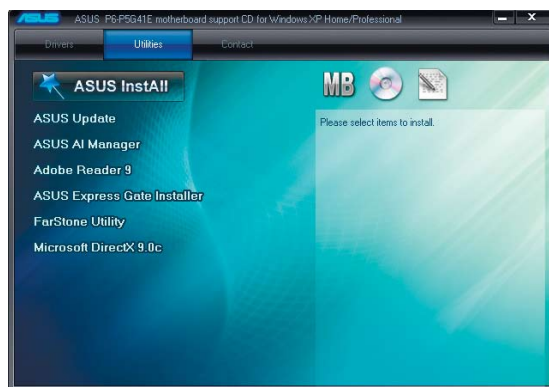 ASUS P6-P5G41E motherboard support CD for Windows XP Home/Professional
Drivers Utilities Contact
ASUS InstAll
MB
ASUS Update
Please select items to install.
ASUS AI Manager
Adobe Reader 9
ASUS Express Gate Installer
FarStone Utility
Microsoft DirectX 9.0c